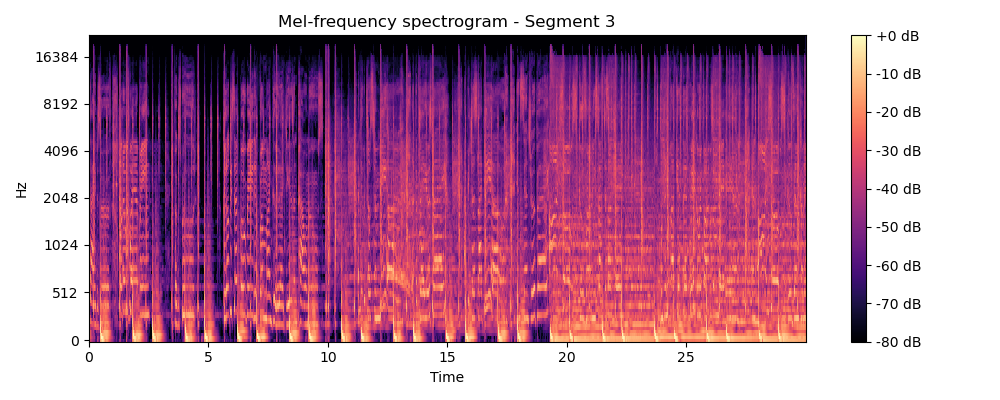 Mel-frequency spectrogram - Segment 3
Hz
16384
8192
4096
2048
1024
512
0
0 5 10 15 20 25
Time
+0 dB
-10 dB
-20 dB
-30 dB
-40 dB
-50 dB
-60 dB
-70 dB
-80 dB